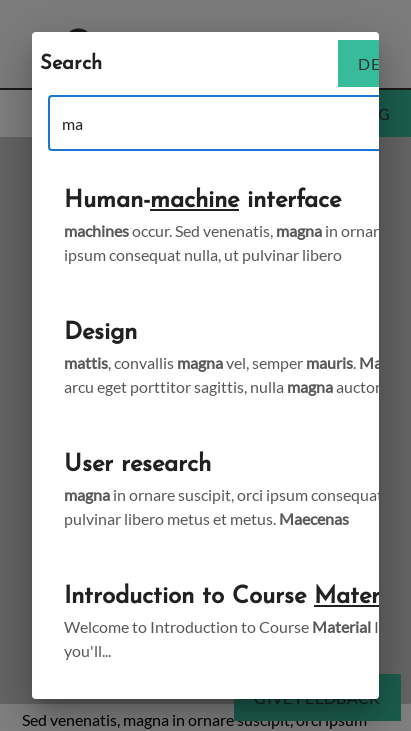 Search
DE
G
ma
Human-machine interface
machines occur. Sed venenatis, magna in ornar
ipsum consequat nulla, ut pulvinar libero
Design
mattis, convallis magna vel, semper mauris. Ma
arcu eget porttitor sagittis, nulla magna auctor
User research
magna in ornare suscipit, orci ipsum consequat
pulvinar libero metus et metus. Maecenas
Introduction to Course Mater
Welcome to Introduction to Course Material I
you'll...
GIVE FEEDBACK
Sed venenatis, magna in ornare suscipit, orci ipsum